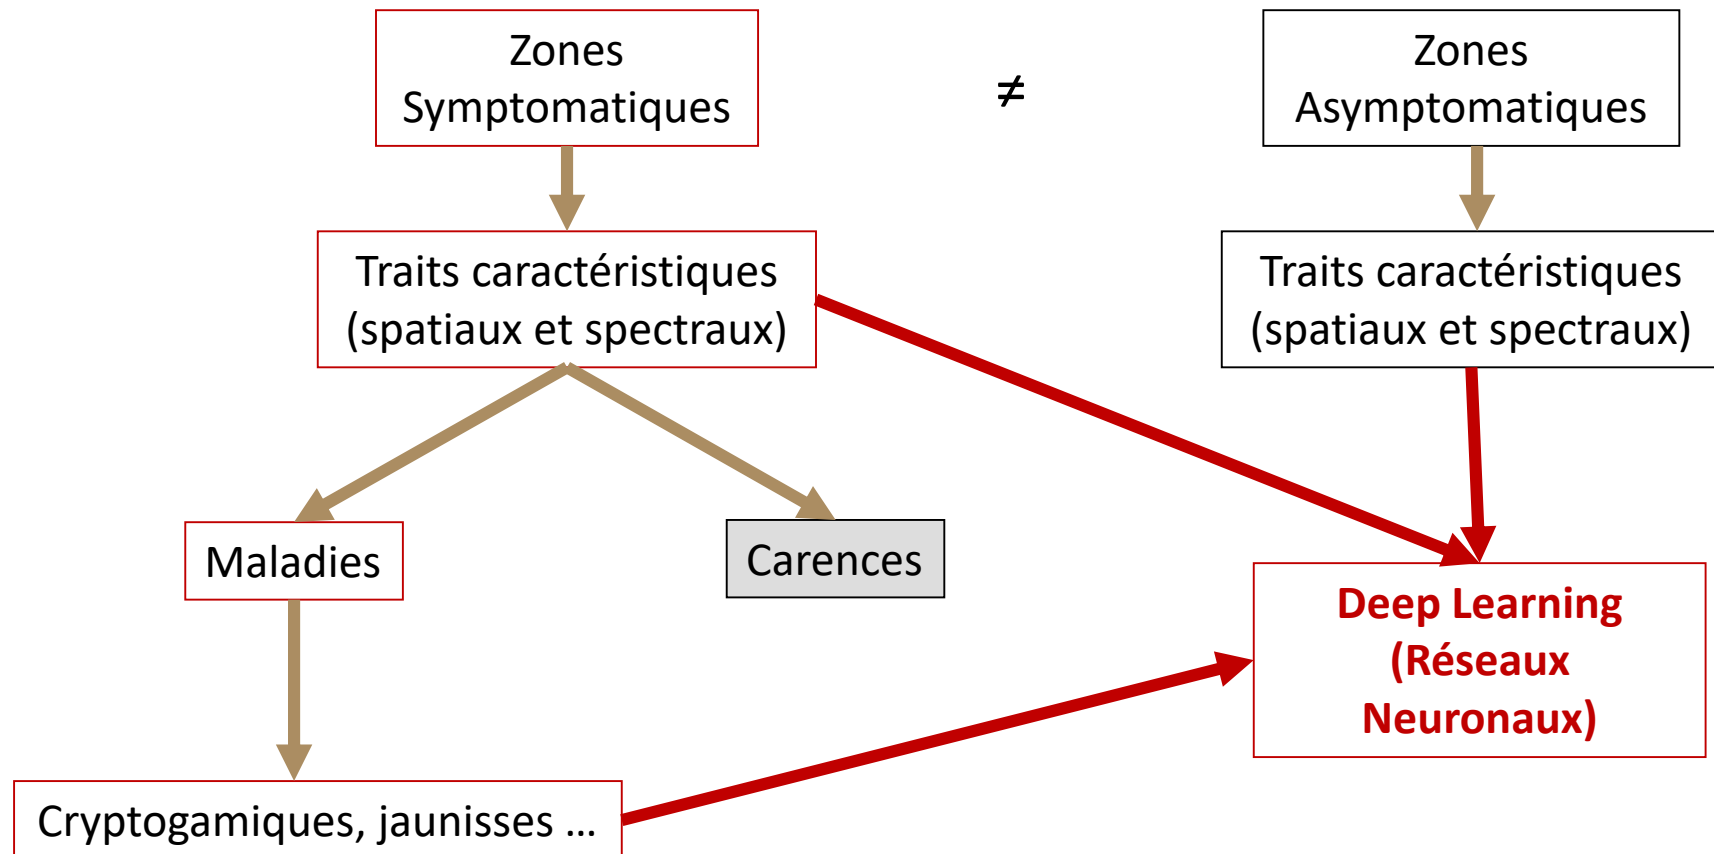 Zones
Symptomatiques
≠
Zones
Asymptomatiques
Traits caractéristiques
(spatiaux et spectraux)
Traits caractéristiques
(spatiaux et spectraux)
Maladies
Carences
Deep Learning
(Réseaux
Neuronaux)
Cryptogamiques, jaunisses ...